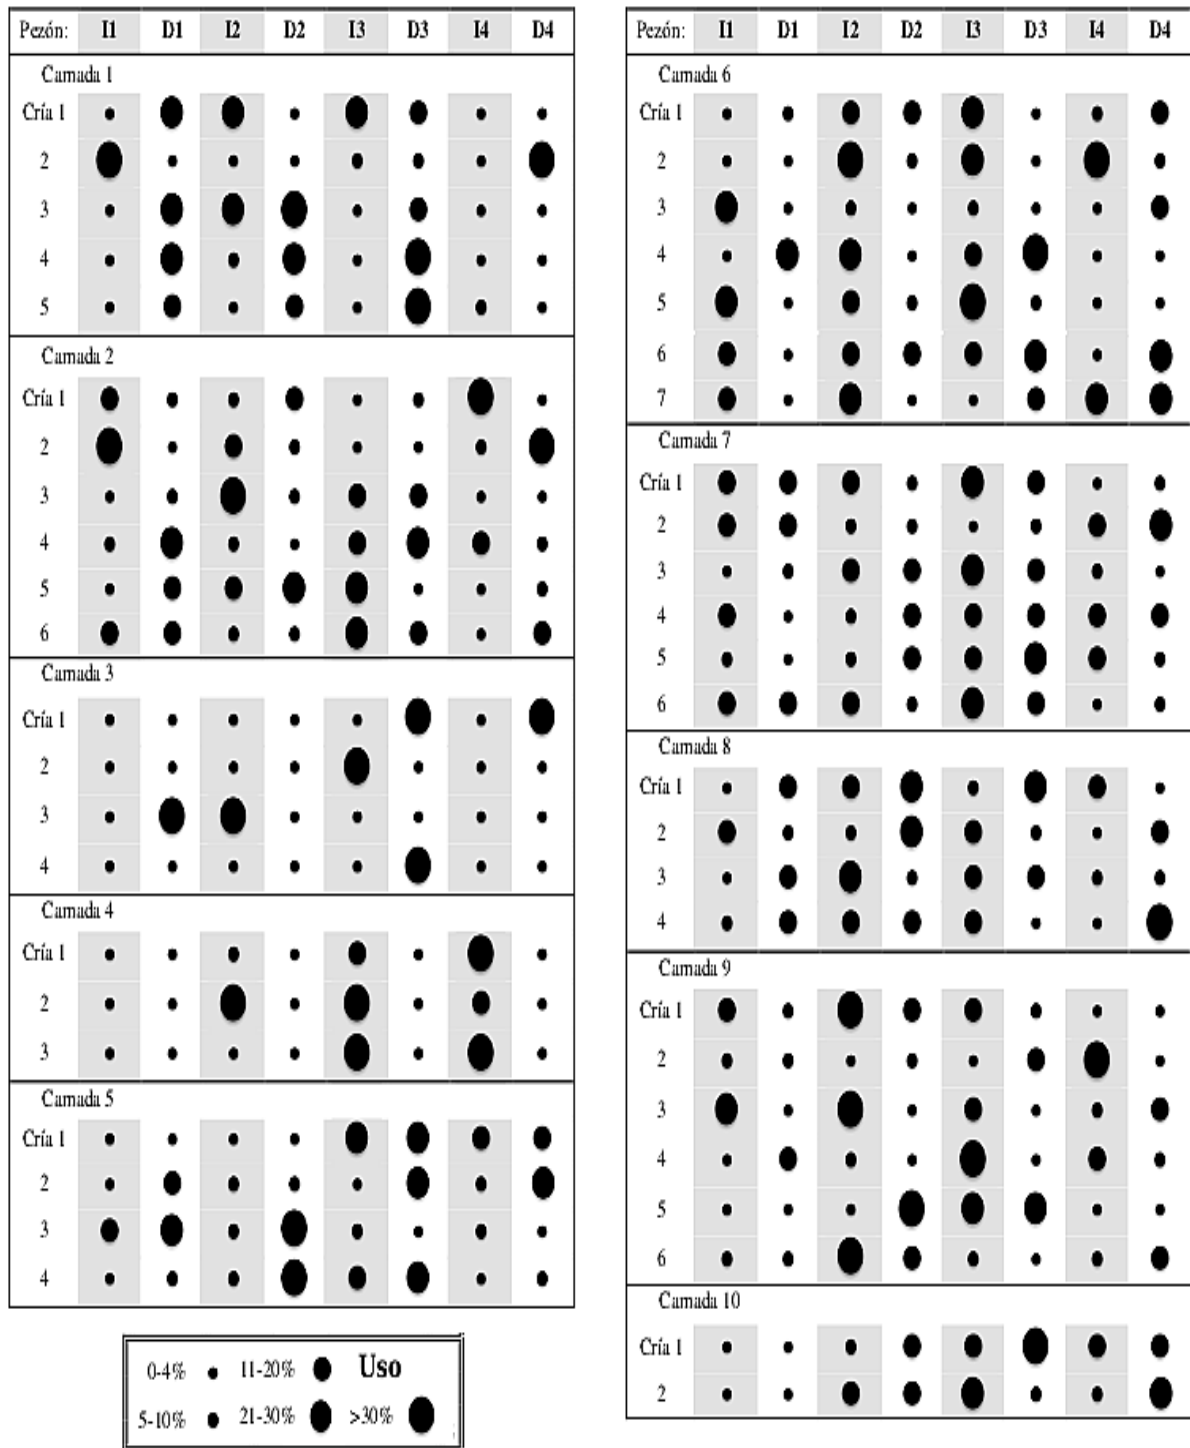 Pezón: I1 D1 I2 D2 I3 D3 I4 D4
Camada 1
Cría 1
2
3
4
5
Camada 2
Cría 1
2
3
4
5
6
Camada 3
Cría 1
2
3
4
Camada 4
Cría 1
2
3
Camada 5
Cría 1
2
3
4
0-4% 11-20% Uso
5-10% 21-30% >30%
Pezón: I1 D1 I2 D2 I3 D3 I4 D4
Camada 6
Cría 1
2
3
4
5
6
7
Camada 7
Cría 1
2
3
4
5
6
Camada 8
Cría 1
2
3
4
Camada 9
Cría 1
2
3
4
5
6
Camada 10
Cría 1
2